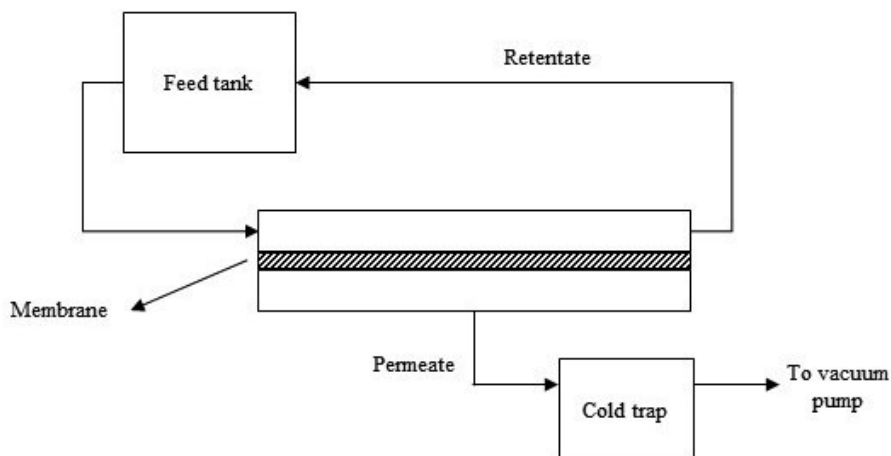 Retentate
Feed tank
Membrane
Permeate
Cold trap
To vacuum
pump